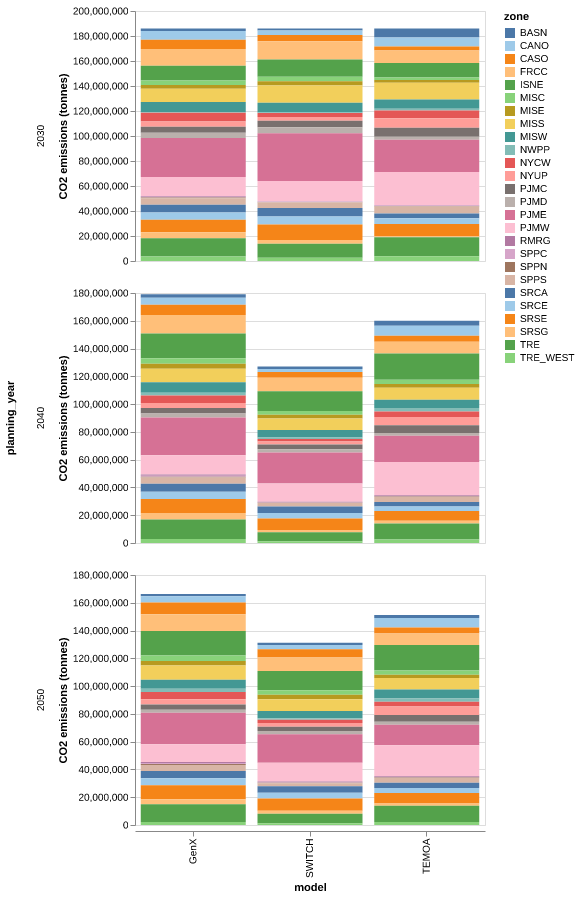 zone
BASN
CANO
CASO
FRCC
ISNE
MISC
MISE
MISS
MISW
NWPP
NYCW
NYUP
PJMC
PJMD
PJME
PJMW
RMRG
SPPC
SPPN
SPPS
SRCA
SRCE
SRSE
SRSG
TRE
TRE_WEST
planning_year
2030
CO2 emissions (tonnes)
200,000,000
180,000,000
160,000,000
140,000,000
120,000,000
100,000,000
80,000,000
60,000,000
40,000,000
20,000,000
0
2040
CO2 emissions (tonnes)
180,000,000
160,000,000
140,000,000
120,000,000
100,000,000
80,000,000
60,000,000
40,000,000
20,000,000
0
2050
CO2 emissions (tonnes)
180,000,000
160,000,000
140,000,000
120,000,000
100,000,000
80,000,000
60,000,000
40,000,000
20,000,000
0
GenX
SWITCH
TEMOA
model